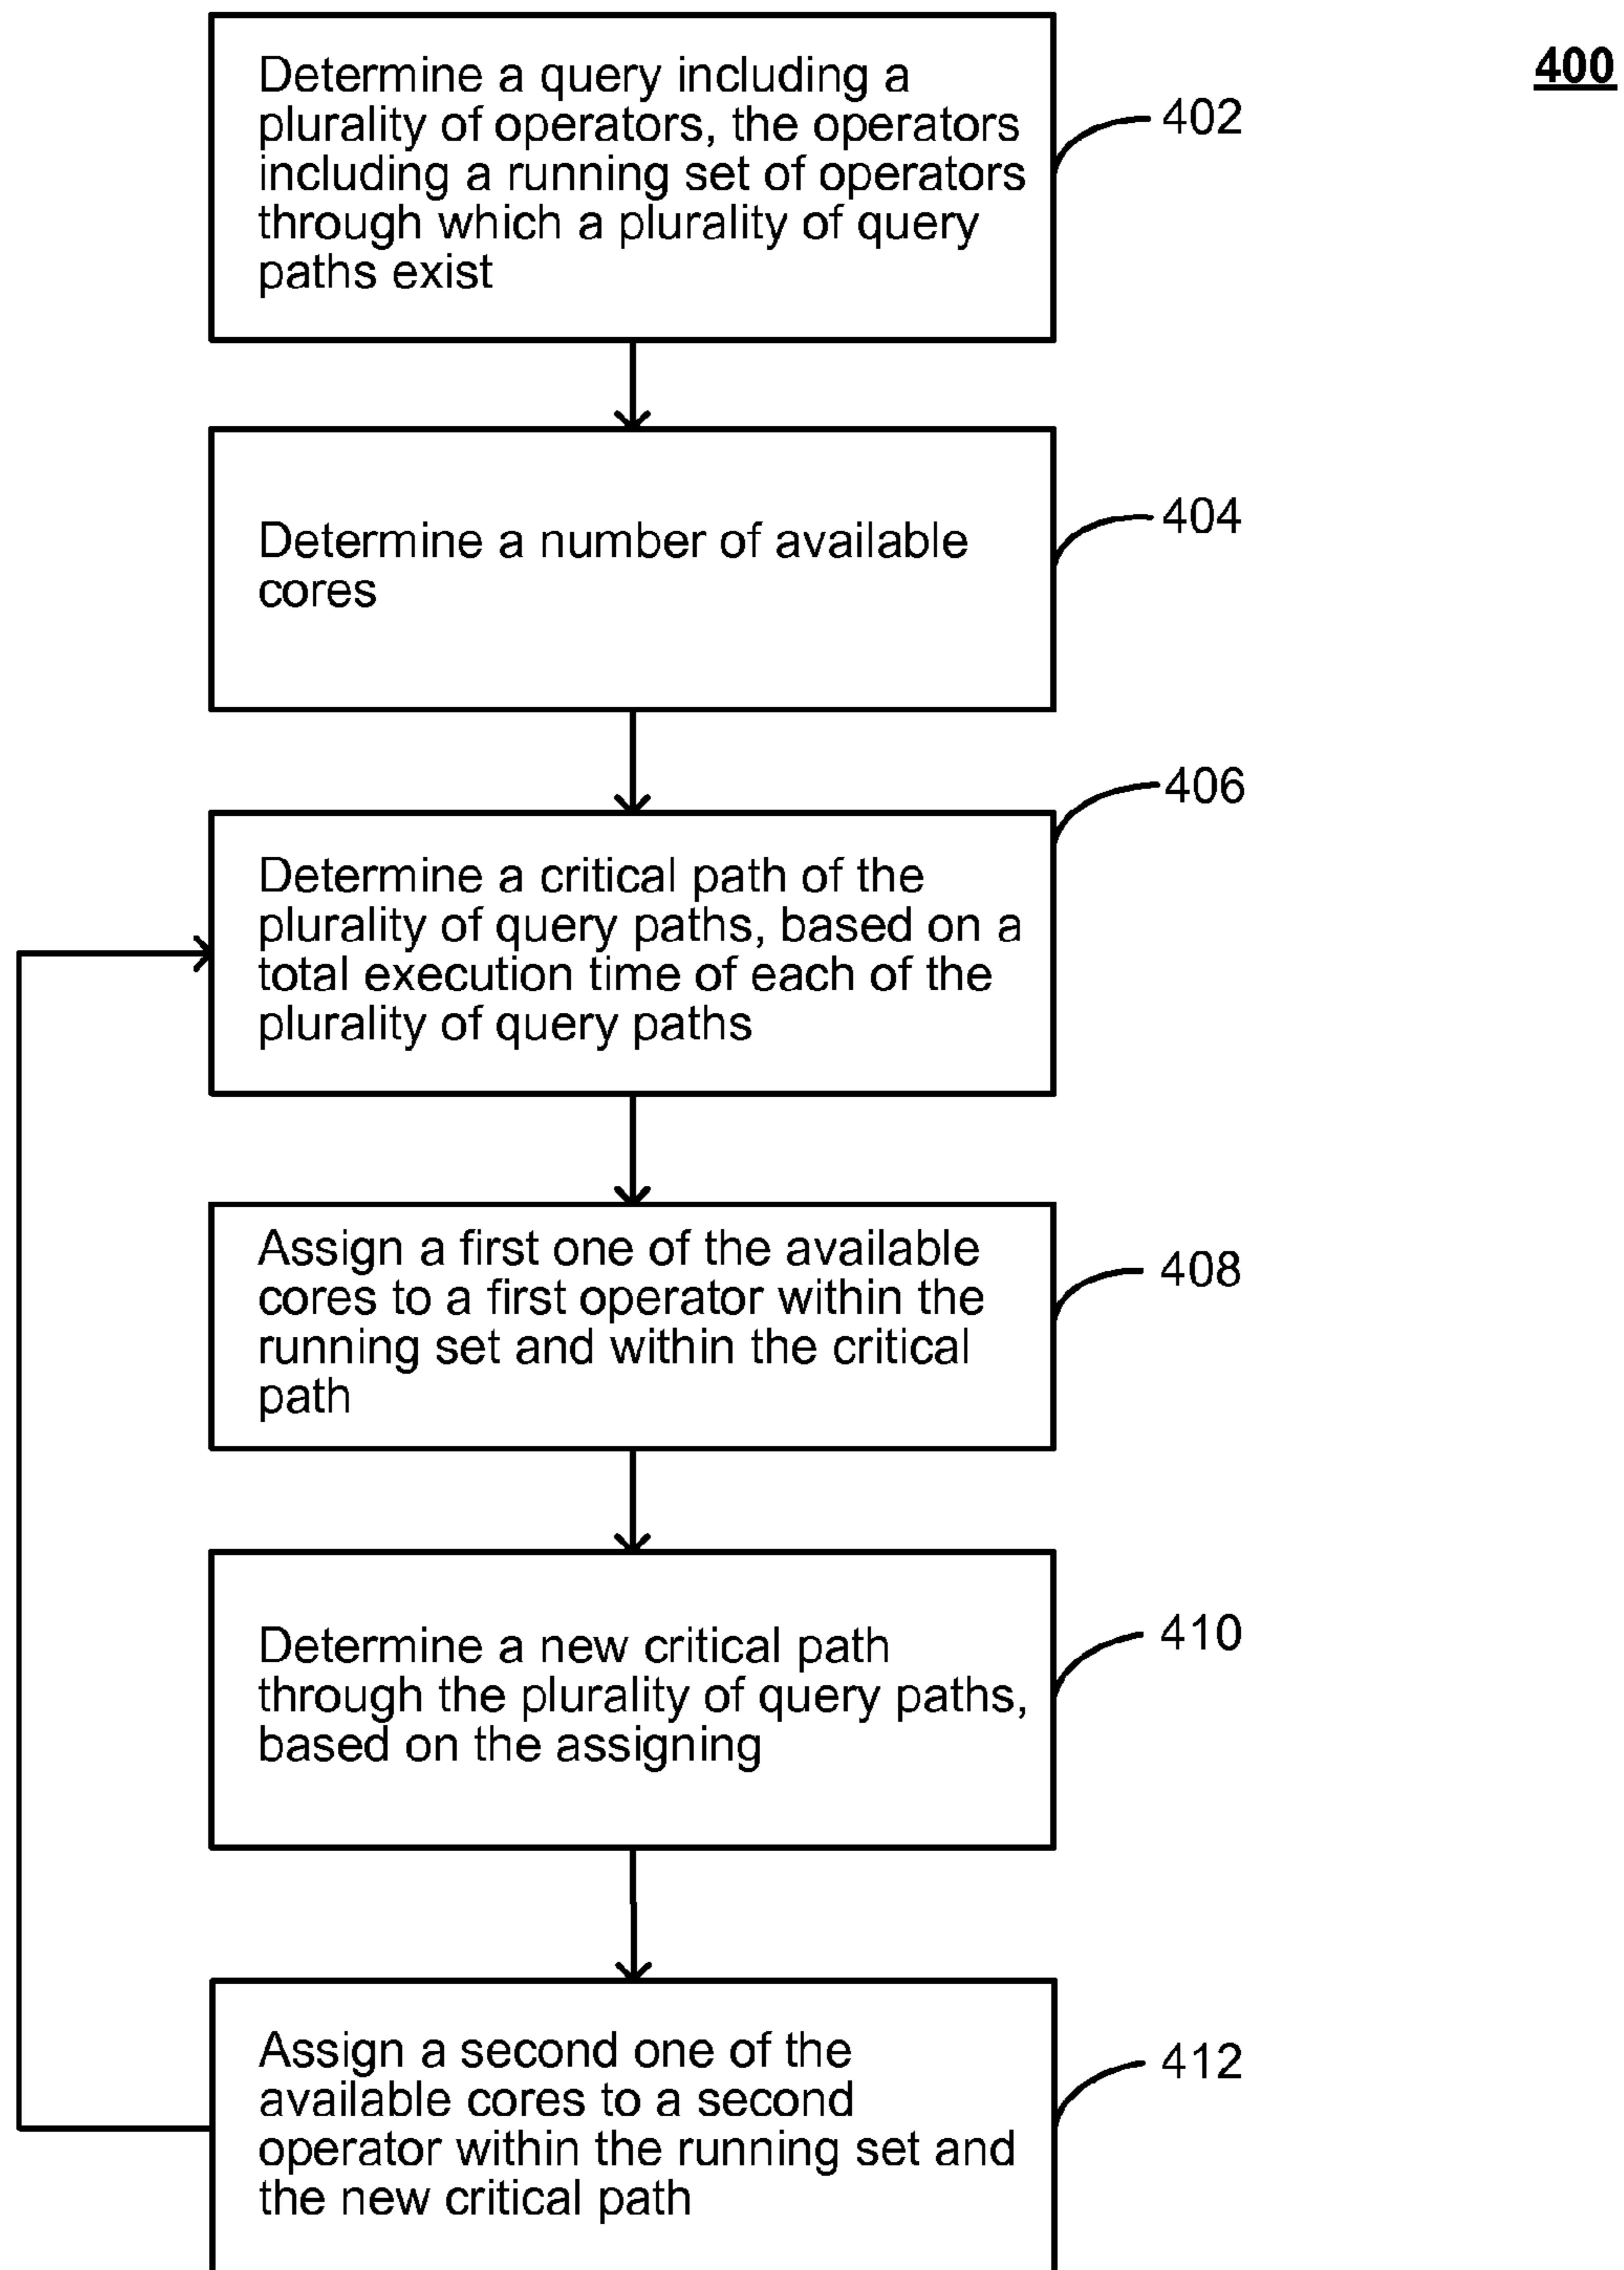 400
Determine a query including a
plurality of operators, the operators
including a running set of operators
through which a plurality of query
paths exist
402
Determine a number of available
cores
404
406
Determine a critical path of the
plurality of query paths, based on a
total execution time of each of the
plurality of query paths
Assign a first one of the available
cores to a first operator within the
running set and within the critical
path
408
Determine a new critical path
through the plurality of query paths,
based on the assigning
410
Assign a second one of the
available cores to a second
operator within the running set and
the new critical path
412